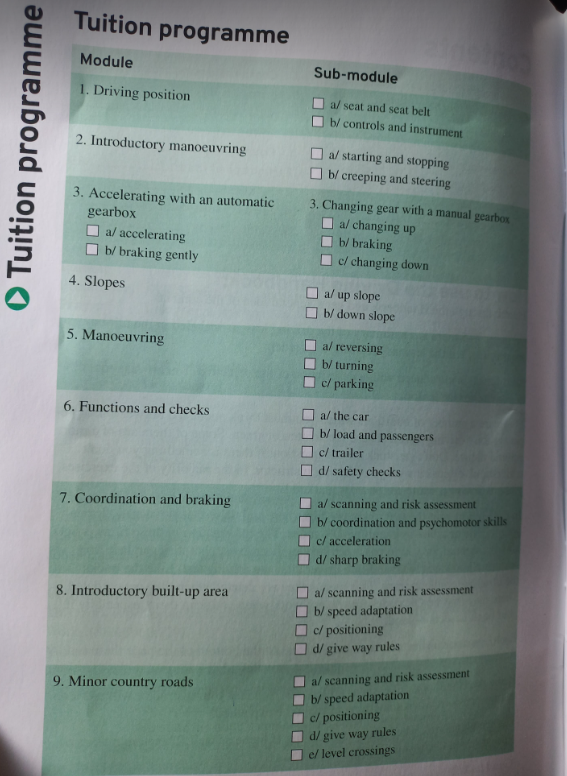 Tuition programme
Tuition programme
Module
Sub-module
1. Driving position
a/ seat and seat belt
b/ controls and instrument
2. Introductory manoeuvring
a/ starting and stopping
b/ creeping and steering
3. Accelerating with an automatic
gearbox
a/ accelerating
b/ braking gently
3. Changing gear with a manual gearbox
a/ changing up
b/ braking
c/ changing down
4. Slopes
a/ up slope
b/ down slope
5. Manoeuvring
a/ reversing
b/ turning
c/ parking
6. Functions and checks
a/ the car
b/ load and passengers
c/ trailer
d/ safety checks
7. Coordination and braking
a/ scanning and risk assessment
b/ coordination and psychomotor skills
c/ acceleration
d/ sharp braking
8. Introductory built-up area
a/ scanning and risk assessment
b/ speed adaptation
c/ positioning
d/ give way rules
9. Minor country roads
a/ scanning and risk assessment
b/ speed adaptation
c/ positioning
d/ give way rules
e/ level crossings